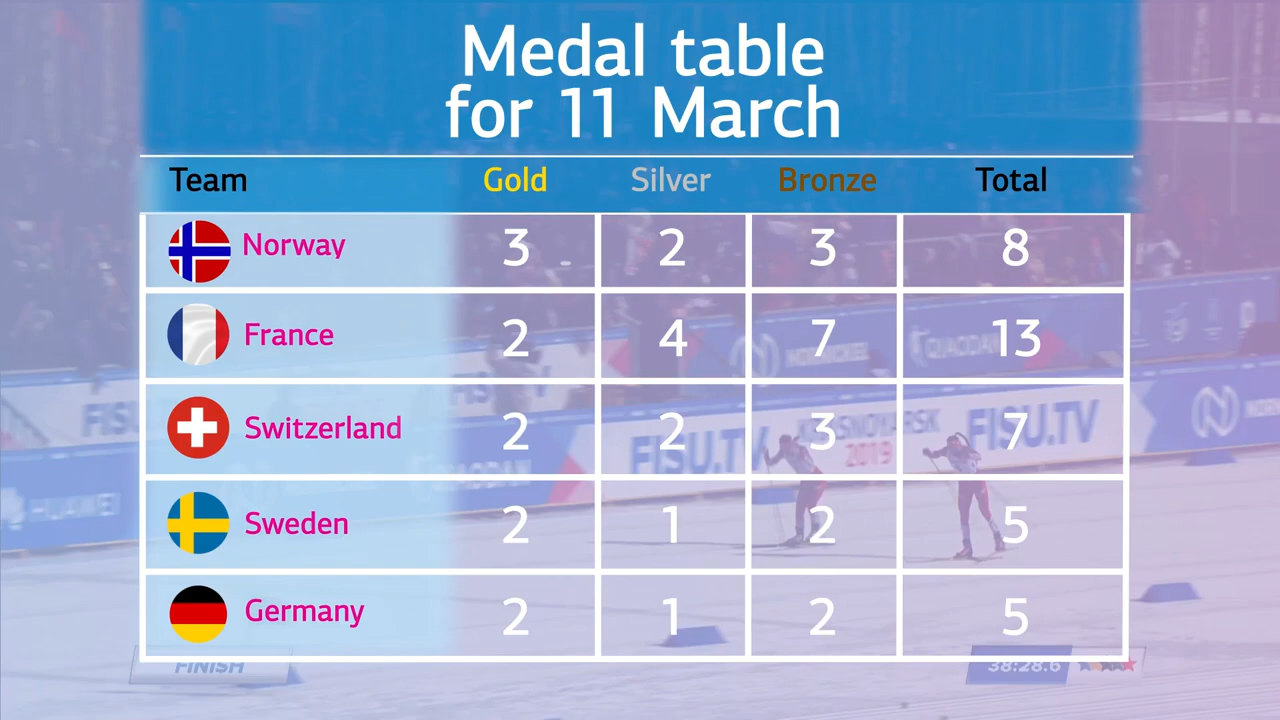 Medal table
for 11 March
Team Gold Silver Bronze Total
Norway 3 2 3 8
France 2 4 7 13
Switzerland 2 2 3 7
Sweden 2 1 2 5
Germany 2 1 2 5
FISU.TV
KRASNOYARSK
2019
FISU.TV
HUAWEI
FINISH
38:28.6